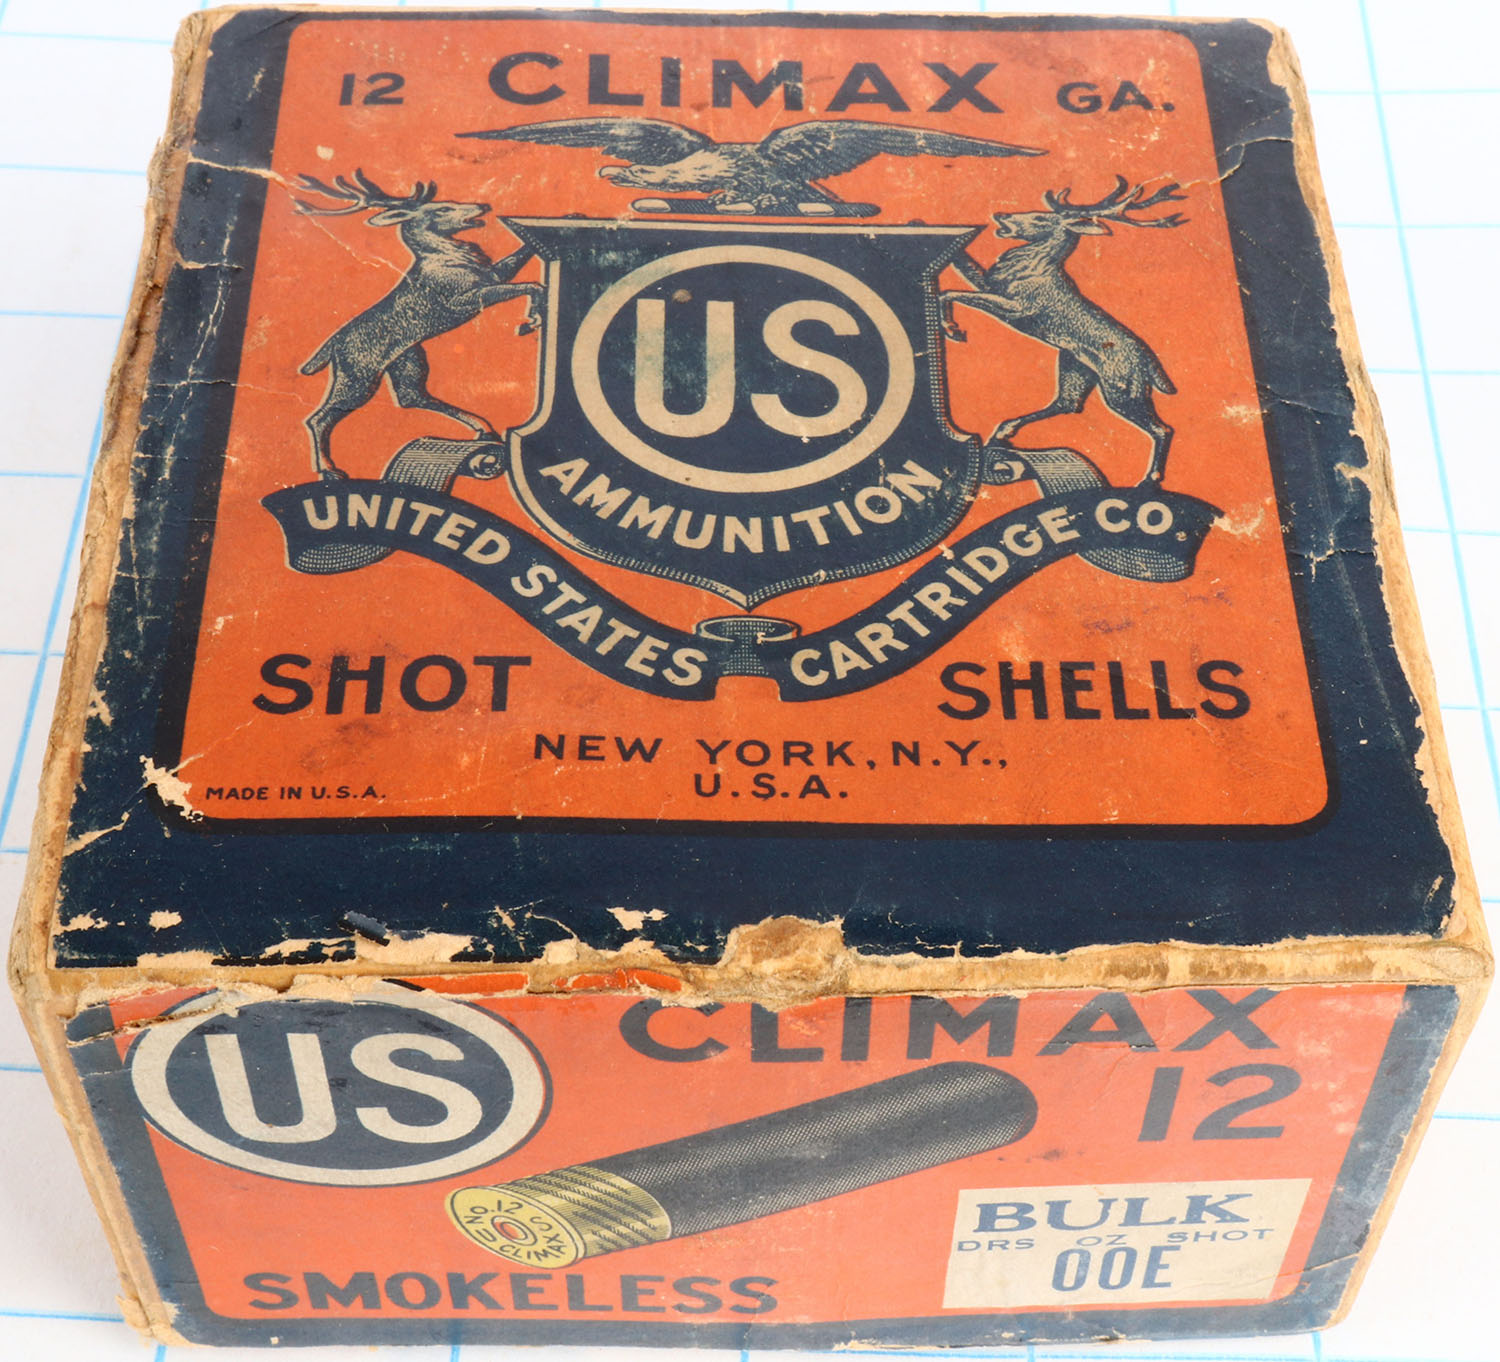 12 CLIMAX GA.
US
AMMUNITION
UNITED STATES CARTRIDGE CO.
SHOT SHELLS
NEW YORK, N.Y.,
U.S.A.
MADE IN U.S.A.
US
CLIMAX
12
No. 12
U S
CLIMAX
SMOKELESS
BULK
DRS OZ SHOT
00E